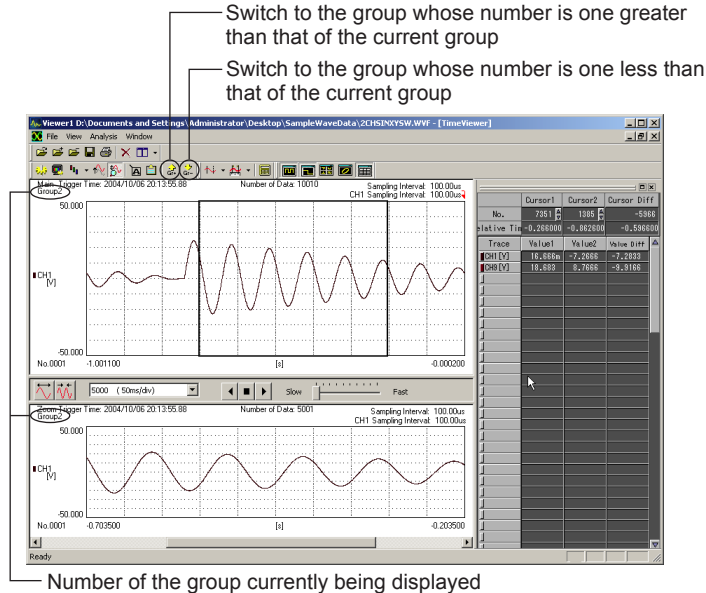 Switch to the group whose number is one greater
than that of the current group
Switch to the group whose number is one less than
that of the current group
Viewer1 D:\Documents and Settings\Administrator\Desktop\SampleWaveData\2CHSINXYSW.WVF - [TimeViewer]
File View Analysis Window
Gr+ Gr-
Main Trigger Time: 2004/10/06 20:13:55.88 Number of Data: 10010 Sampling Interval: 100.00us
Group2 CH1 Sampling Interval: 100.00us
50.000
CH1
[V]
-50.000
No.0001 -1.001100 [s] -0.000200
5000 ( 50ms/div) Slow Fast
Zoom Trigger Time: 2004/10/06 20:13:55.88 Number of Data: 5001 Sampling Interval: 100.00us
Group2 CH1 Sampling Interval: 100.00us
50.000
CH1
[V]
-50.000
No.0001 -0.703500 [s] -0.203500
Ready
Cursor1 Cursor2 Cursor Diff
No. 7351 1385 -5966
elative Tim -0.266000 -0.862600 -0.596600
Trace Value1 Value2 Value Diff
CH1 [V] 16.666m -7.2666 -7.2833
CH9 [V] 18.683 8.7666 -9.9166
Number of the group currently being displayed